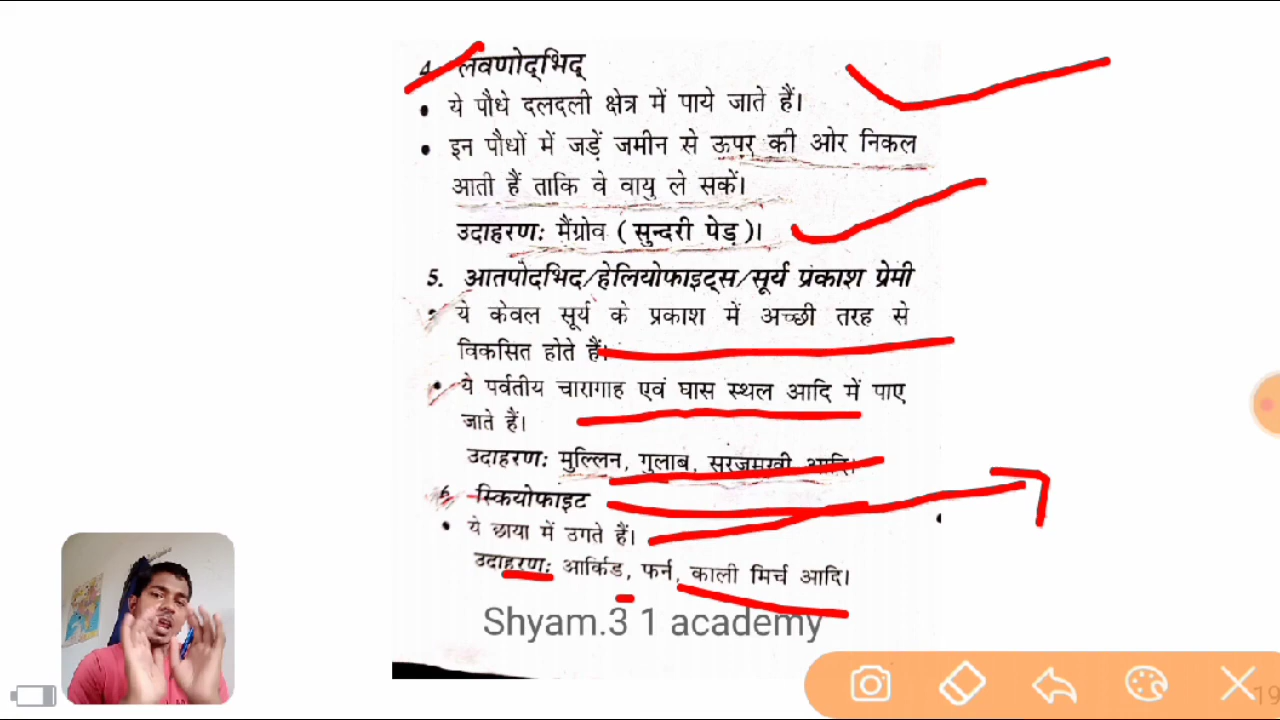 4. लवणोद्भिद्
• ये पौधे दलदली क्षेत्र में पाये जाते हैं।
• इन पौधों में जड़ें जमीन से ऊपर की ओर निकल
आती हैं ताकि वे वायु ले सकें।
उदाहरण: मैंग्रोव (सुन्दरी पेड़)।
5. आतपोदभिद/हेलियोफाइट्स/सूर्य प्रंकाश प्रेमी
• ये केवल सूर्य के प्रकाश में अच्छी तरह से
विकसित होते हैं।
• ये पर्वतीय चारागाह एवं घास स्थल आदि में पाए
जाते हैं।
उदाहरण: मुल्लिन, गुलाब, सूरजमुखी आदि।
6 स्कियोफाइट
• ये छाया में उगते हैं।
उदाहरण: आर्किड, फर्न, काली मिर्च आदि।
Shyam.3 1 academy
19